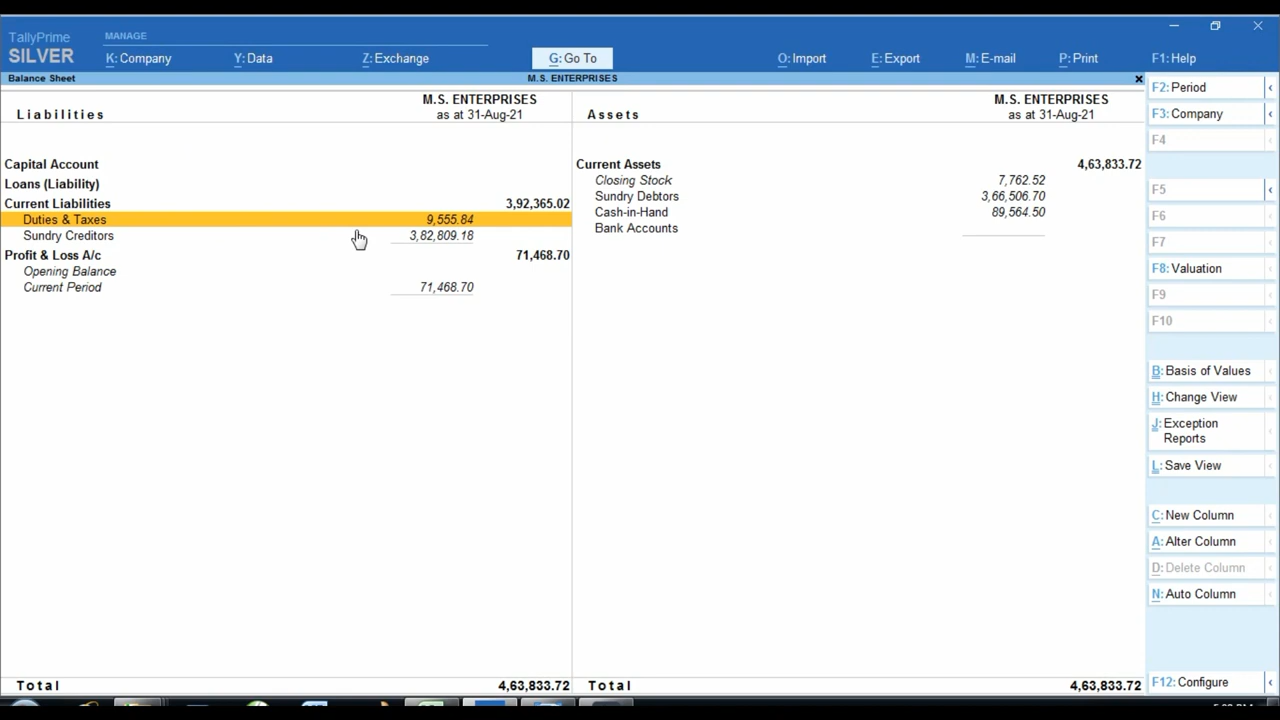 TallyPrime
SILVER
MANAGE
K: Company
Y: Data
Z: Exchange
G: Go To
O: Import
E: Export
M: E-mail
P: Print
F1: Help
Balance Sheet
M.S. ENTERPRISES
Liabilities
M.S. ENTERPRISES
as at 31-Aug-21
Assets
M.S. ENTERPRISES
as at 31-Aug-21
Capital Account
Loans (Liability)
Current Liabilities 3,92,365.02
Duties & Taxes 9,555.84
Sundry Creditors 3,82,809.18
Profit & Loss A/c 71,468.70
Opening Balance
Current Period 71,468.70
Current Assets 4,63,833.72
Closing Stock 7,762.52
Sundry Debtors 3,66,506.70
Cash-in-Hand 89,564.50
Bank Accounts
Total 4,63,833.72
Total 4,63,833.72
F2: Period
F3: Company
F4
F5
F6
F7
F8: Valuation
F9
F10
B: Basis of Values
H: Change View
J: Exception
Reports
L: Save View
C: New Column
A: Alter Column
D: Delete Column
N: Auto Column
F12: Configure